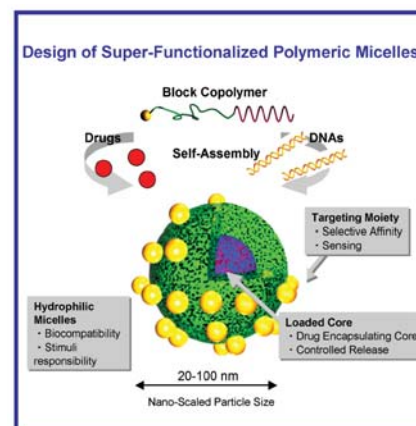 Design of Super-Functionalized Polymeric Micelles
Block Copolymer
Drugs
DNAs
Self-Assembly
Targeting Moiety
・Selective Affinity
・Sensing
Hydrophilic
Micelles
・Biocompatibility
・Stimuli
responsibility
Loaded Core
・Drug Encapsulating Core
・Controlled Release
20-100 nm
Nano-Scaled Particle Size